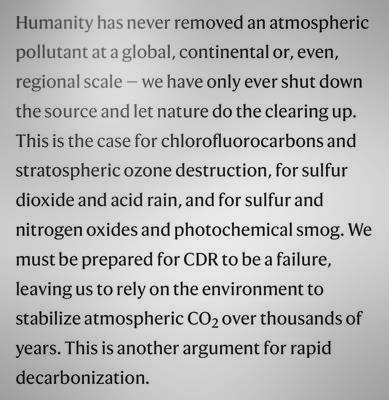 Humanity has never removed an atmospheric
pollutant at a global, continental or, even,
regional scale – we have only ever shut down
the source and let nature do the clearing up.
This is the case for chlorofluorocarbons and
stratospheric ozone destruction, for sulfur
dioxide and acid rain, and for sulfur and
nitrogen oxides and photochemical smog. We
must be prepared for CDR to be a failure,
leaving us to rely on the environment to
stabilize atmospheric CO₂ over thousands of
years. This is another argument for rapid
decarbonization.